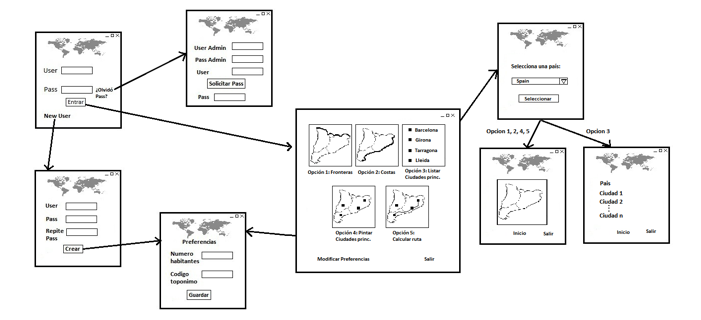 User
Pass
¿Olvidó
Pass?
Entrar
New User
User Admin
Pass Admin
User
Solicitar Pass
Pass
User
Pass
Repite
Pass
Crear
Preferencias
Numero
habitantes
Codigo
toponimo
Guardar
Barcelona
Girona
Tarragona
Lleida
Opción 1: Fronteras
Opción 2: Costas
Opción 3: Listar
Ciudades princ.
Opción 4: Pintar
Ciudades princ.
Opción 5:
Calcular ruta
Modificar Preferencias
Salir
Selecciona una país:
Spain
Seleccionar
Opcion 1, 2, 4, 5
Opcion 3
Inicio
Salir
Pais
Ciudad 1
Ciudad 2
Ciudad n
Inicio
Salir